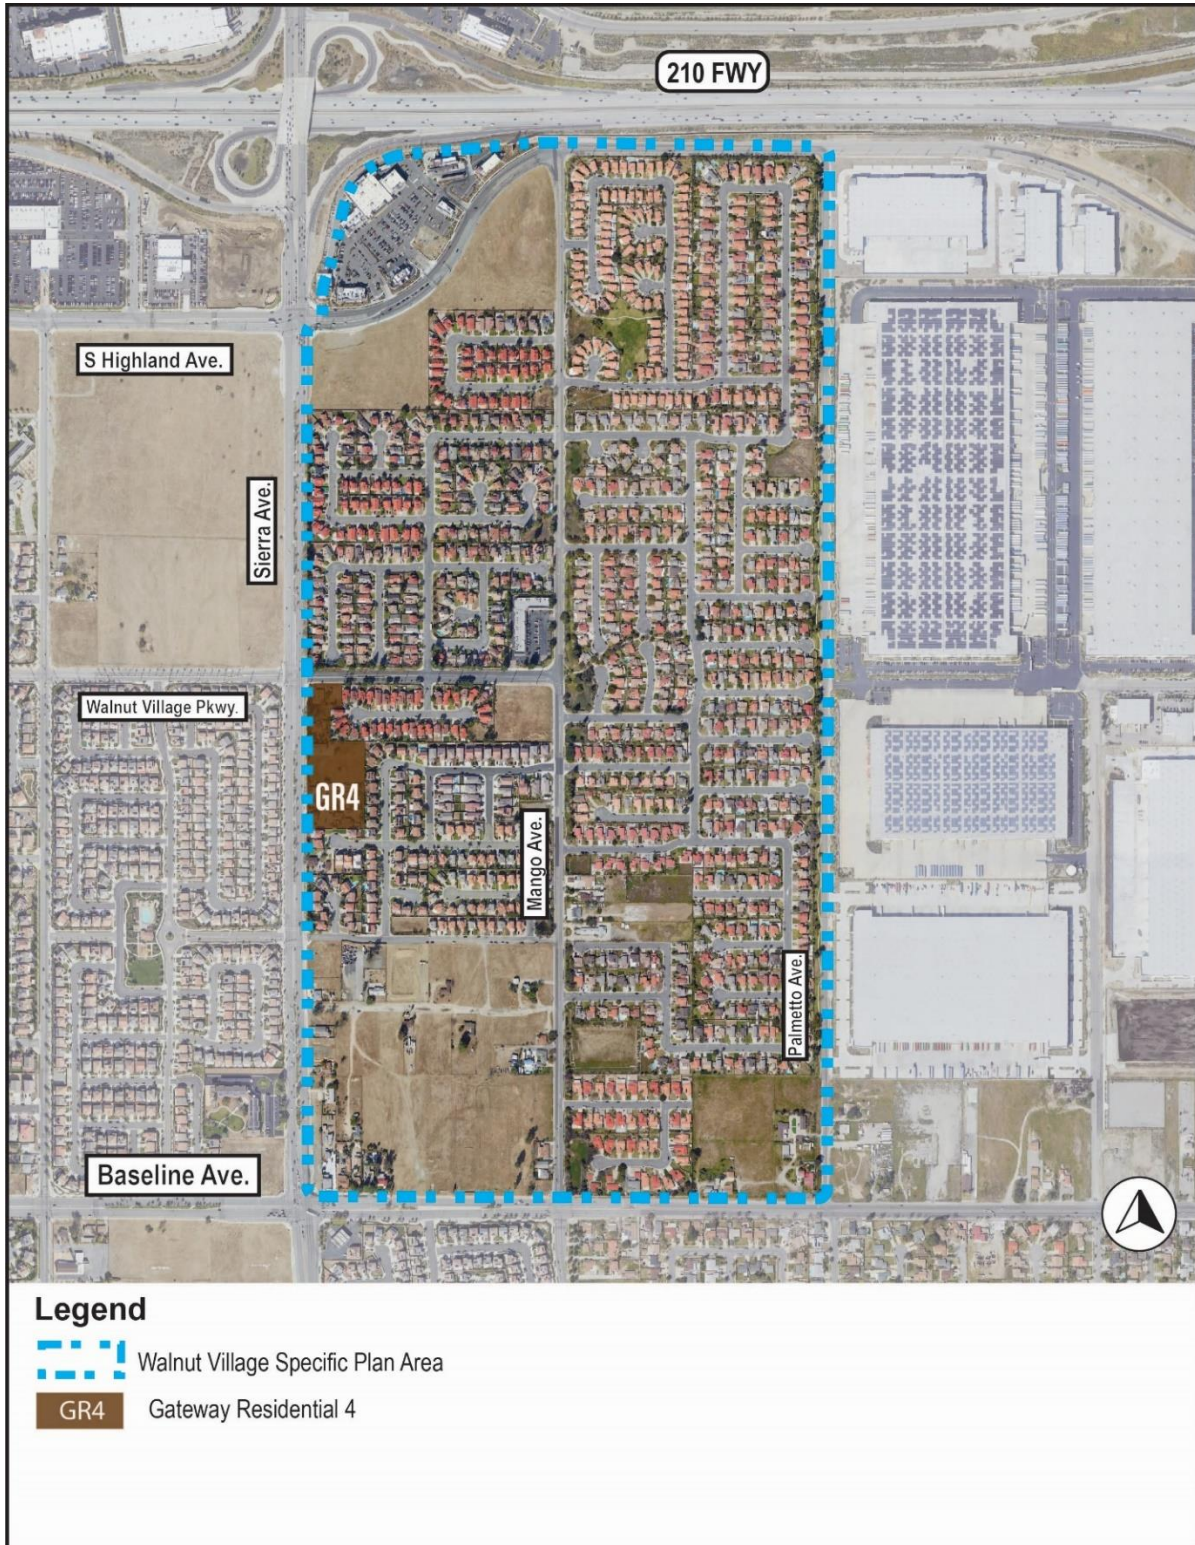 210 FWY
S Highland Ave.
Sierra Ave.
Walnut Village Pkwy.
GR4
Mango Ave.
Palmetto Ave.
Baseline Ave.
Legend
Walnut Village Specific Plan Area
GR4 Gateway Residential 4